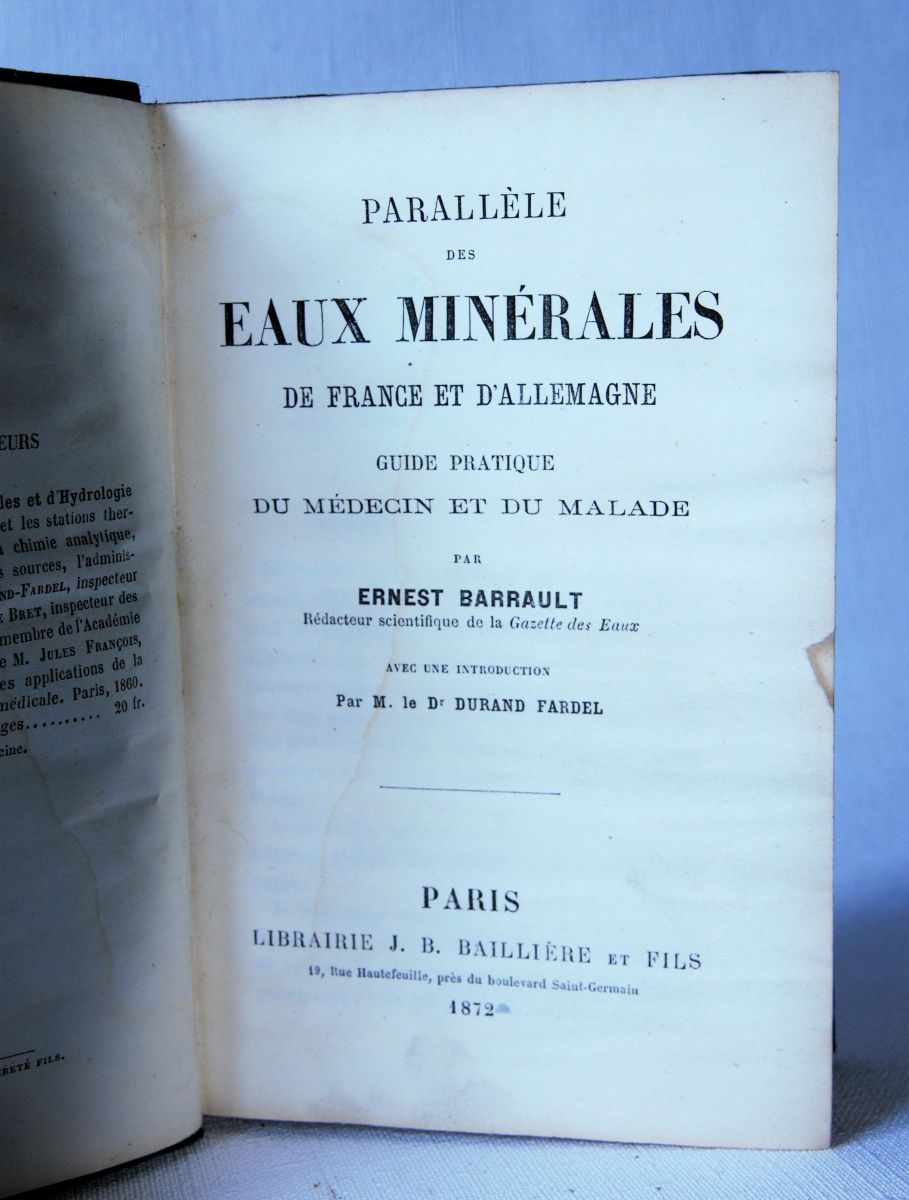 EURS
les et d'Hydrologie
et les stations ther-
chimie analytique,
sources, l'adminis-
ND-FARDEL, inspecteur
BRET, inspecteur des
membre de l'Académie
M. JULES FRANÇOIS,
es applications de la
médicale. Paris, 1860.
ges.......... 20 fr.
cine.
FILS.
PARALLÈLE
DES
EAUX MINÉRALES
DE FRANCE ET D'ALLEMAGNE
GUIDE PRATIQUE
DU MÉDECIN ET DU MALADE
PAR
ERNEST BARRAULT
Rédacteur scientifique de la Gazette des Eaux
AVEC UNE INTRODUCTION
Par M. le Dr DURAND FARDEL
PARIS
LIBRAIRIE J. B. BAILLIÈRE ET FILS
19, Rue Hautefeuille, près du boulevard Saint-Germain
1872